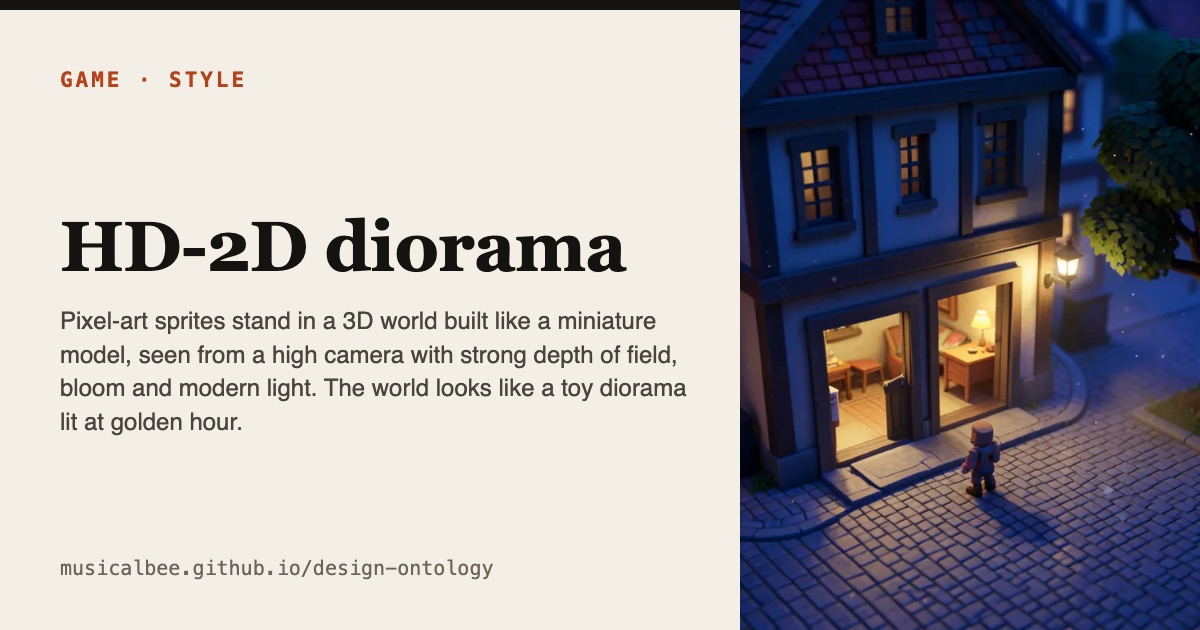 GAME · STYLE
HD-2D diorama
Pixel-art sprites stand in a 3D world built like a miniature
model, seen from a high camera with strong depth of field,
bloom and modern light. The world looks like a toy diorama
lit at golden hour.
musicalbee.github.io/design-ontology